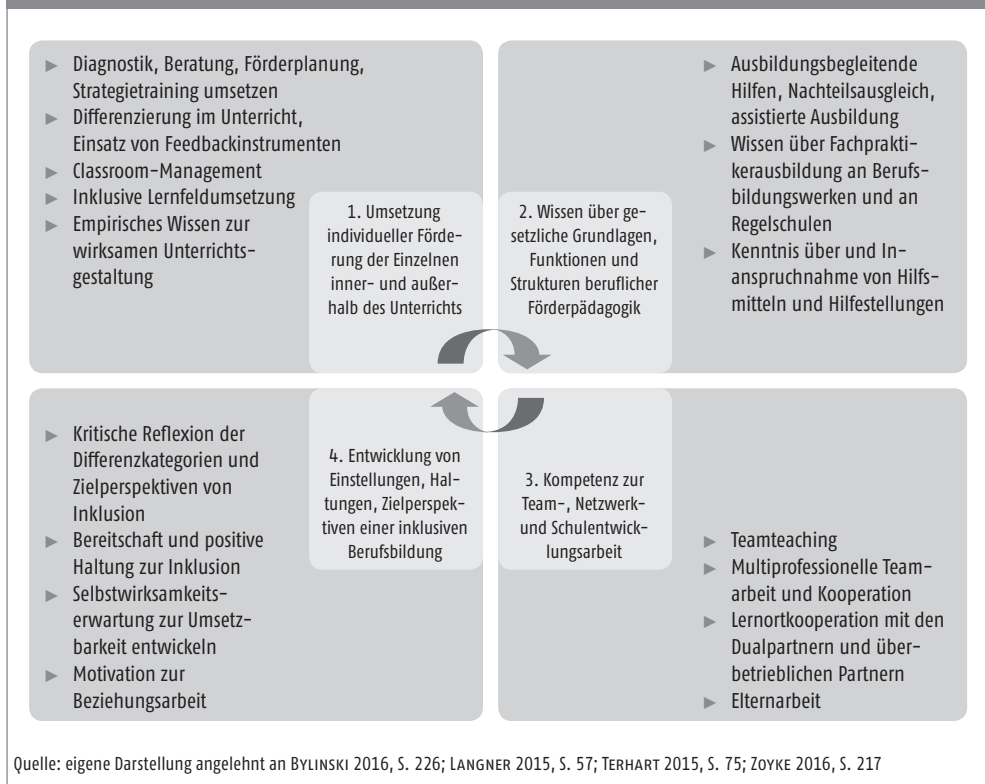 ► Diagnostik, Beratung, Förderplanung,
Strategietraining umsetzen
► Differenzierung im Unterricht,
Einsatz von Feedbackinstrumenten
► Classroom-Management
► Inklusive Lernfeldumsetzung
► Empirisches Wissen zur
wirksamen Unterrichts-
gestaltung
1. Umsetzung
individueller Förde-
rung der Einzelnen
inner- und außer-
halb des Unterrichts
2. Wissen über ge-
setzliche Grundlagen,
Funktionen und
Strukturen beruflicher
Förderpädagogik
► Ausbildungsbegleitende
Hilfen, Nachteilsausgleich,
assistierte Ausbildung
► Wissen über Fachprakti-
kerausbildung an Berufs-
bildungswerken und an
Regelschulen
► Kenntnis über und In-
anspruchnahme von Hilfs-
mitteln und Hilfestellungen
► Kritische Reflexion der
Differenzkategorien und
Zielperspektiven von
Inklusion
► Bereitschaft und positive
Haltung zur Inklusion
► Selbstwirksamkeits-
erwartung zur Umsetz-
barkeit entwickeln
► Motivation zur
Beziehungsarbeit
4. Entwicklung von
Einstellungen, Hal-
tungen, Zielperspek-
tiven einer inklusiven
Berufsbildung
3. Kompetenz zur
Team-, Netzwerk-
und Schulentwick-
lungsarbeit
► Teamteaching
► Multiprofessionelle Team-
arbeit und Kooperation
► Lernortkooperation mit den
Dualpartnern und über-
betrieblichen Partnern
► Elternarbeit
Quelle: eigene Darstellung angelehnt an BYLINSKI 2016, S. 226; LANGNER 2015, S. 57; TERHART 2015, S. 75; ZOYKE 2016, S. 217